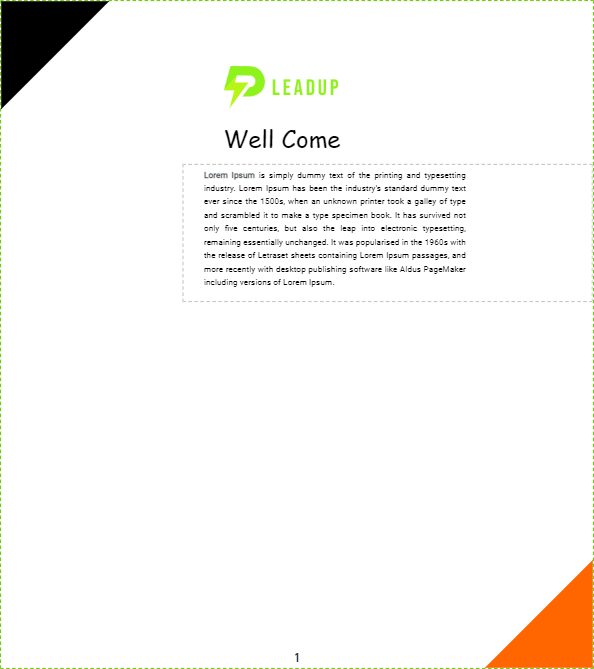 LEADUP
Well Come
Lorem Ipsum is simply dummy text of the printing and typesetting
industry. Lorem Ipsum has been the industry's standard dummy text
ever since the 1500s, when an unknown printer took a galley of type
and scrambled it to make a type specimen book. It has survived not
only five centuries, but also the leap into electronic typesetting,
remaining essentially unchanged. It was popularised in the 1960s with
the release of Letraset sheets containing Lorem Ipsum passages, and
more recently with desktop publishing software like Aldus PageMaker
including versions of Lorem Ipsum.
1